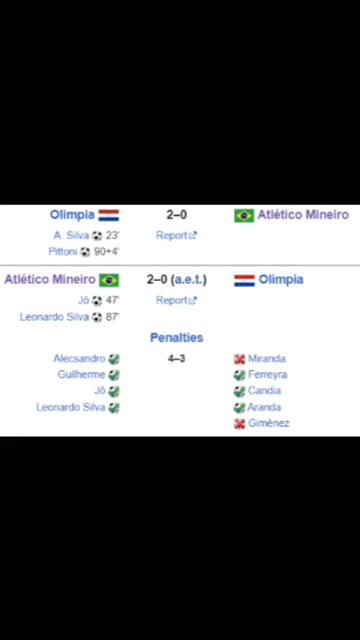 Olimpia 2–0 Atlético Mineiro
A. Silva 23' Report
Pittoni 90+4'
Atlético Mineiro 2–0 (a.e.t.) Olimpia
Jô 47' Report
Leonardo Silva 87'
Penalties
Alecsandro 4–3 Miranda
Guilherme Ferreyra
Jô Candia
Leonardo Silva Aranda
Giménez